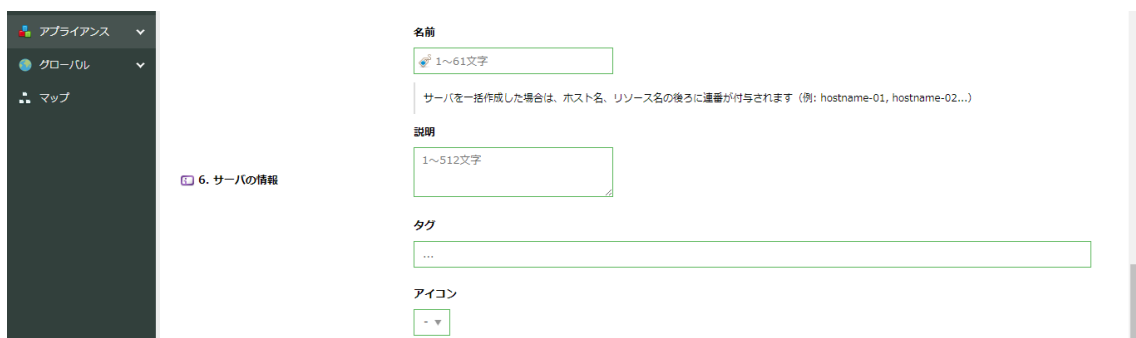 アプライアンス
グローバル
マップ
名前
1～61文字
サーバを一括作成した場合は、ホスト名、リソース名の後ろに連番が付与されます（例: hostname-01, hostname-02...）
説明
1～512文字
6. サーバの情報
タグ
...
アイコン
-